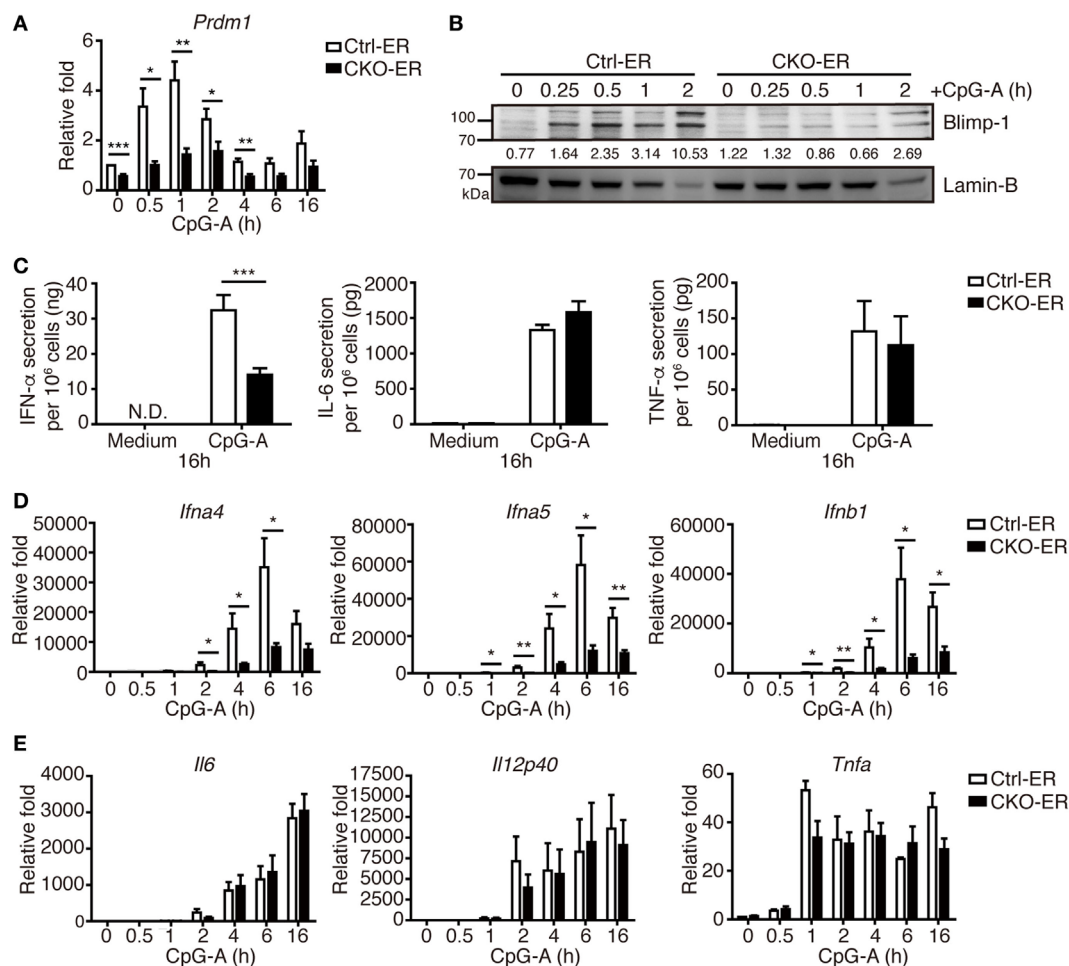 A
Prdm1
Relative fold
6
4
2
0
***
*
**
*
**
0 0.5 1 2 4 6 16
CpG-A (h)
Ctrl-ER
CKO-ER
B
Ctrl-ER CKO-ER
0 0.25 0.5 1 2 0 0.25 0.5 1 2 +CpG-A (h)
100
70
Blimp-1
0.77 1.64 2.35 3.14 10.53 1.22 1.32 0.86 0.66 2.69
70
kDa
Lamin-B
C
IFN-α secretion
per 10⁶ cells (ng)
40
30
20
10
0
***
N.D.
Medium CpG-A
16h
IL-6 secretion
per 10⁶ cells (pg)
2000
1500
1000
500
0
Medium CpG-A
16h
TNF-α secretion
per 10⁶ cells (pg)
200
150
100
50
0
Medium CpG-A
16h
Ctrl-ER
CKO-ER
D
Ifna4
Relative fold
50000
40000
30000
20000
10000
0
*
*
*
0 0.5 1 2 4 6 16
CpG-A (h)
Ifna5
Relative fold
80000
60000
40000
20000
0
*
**
*
*
**
0 0.5 1 2 4 6 16
CpG-A (h)
Ifnb1
Relative fold
60000
40000
20000
0
*
**
*
*
*
0 0.5 1 2 4 6 16
CpG-A (h)
Ctrl-ER
CKO-ER
E
Il6
Relative fold
4000
3000
2000
1000
0
0 0.5 1 2 4 6 16
CpG-A (h)
Il12p40
Relative fold
17500
15000
12500
10000
7500
5000
2500
0
0 0.5 1 2 4 6 16
CpG-A (h)
Tnfa
Relative fold
60
40
20
0
0 0.5 1 2 4 6 16
CpG-A (h)
Ctrl-ER
CKO-ER